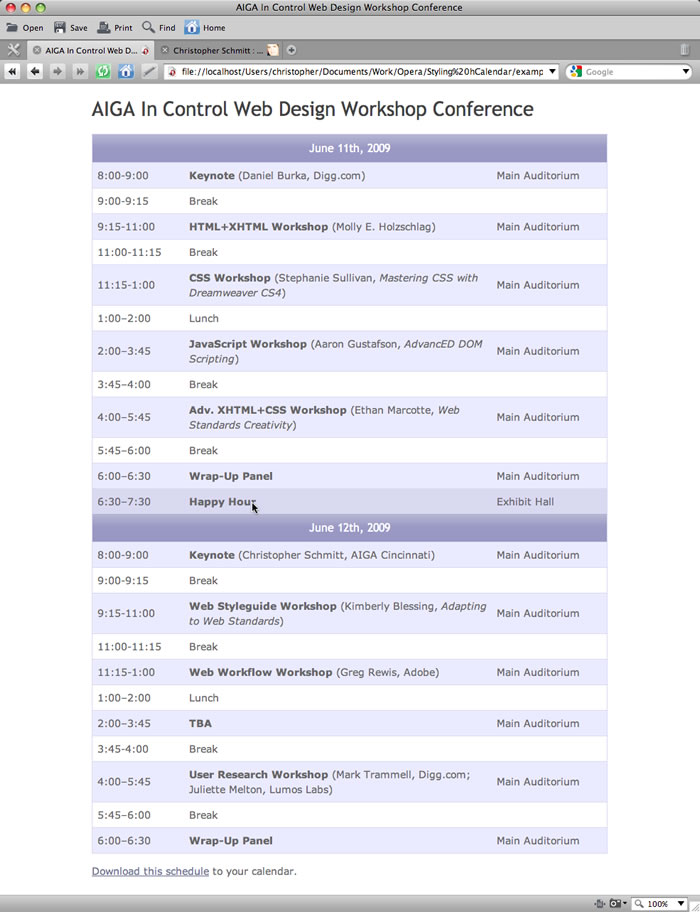 AIGA In Control Web Design Workshop Conference
Open Save Print Find Home
AIGA In Control Web D... Christopher Schmitt : ...
file://localhost/Users/christopher/Documents/Work/Opera/Styling%20hCalendar/examp Google
AIGA In Control Web Design Workshop Conference
June 11th, 2009
8:00-9:00 Keynote (Daniel Burka, Digg.com) Main Auditorium
9:00-9:15 Break
9:15-11:00 HTML+XHTML Workshop (Molly E. Holzschlag) Main Auditorium
11:00-11:15 Break
11:15-1:00 CSS Workshop (Stephanie Sullivan, Mastering CSS with
Dreamweaver CS4) Main Auditorium
1:00–2:00 Lunch
2:00–3:45 JavaScript Workshop (Aaron Gustafson, AdvancED DOM
Scripting) Main Auditorium
3:45–4:00 Break
4:00–5:45 Adv. XHTML+CSS Workshop (Ethan Marcotte, Web
Standards Creativity) Main Auditorium
5:45–6:00 Break
6:00–6:30 Wrap-Up Panel Main Auditorium
6:30–7:30 Happy Hour Exhibit Hall
June 12th, 2009
8:00-9:00 Keynote (Christopher Schmitt, AIGA Cincinnati) Main Auditorium
9:00-9:15 Break
9:15-11:00 Web Styleguide Workshop (Kimberly Blessing, Adapting
to Web Standards) Main Auditorium
11:00-11:15 Break
11:15-1:00 Web Workflow Workshop (Greg Rewis, Adobe) Main Auditorium
1:00–2:00 Lunch
2:00–3:45 TBA Main Auditorium
3:45-4:00 Break
4:00–5:45 User Research Workshop (Mark Trammell, Digg.com;
Juliette Melton, Lumos Labs) Main Auditorium
5:45–6:00 Break
6:00–6:30 Wrap-Up Panel Main Auditorium
Download this schedule to your calendar.
100%